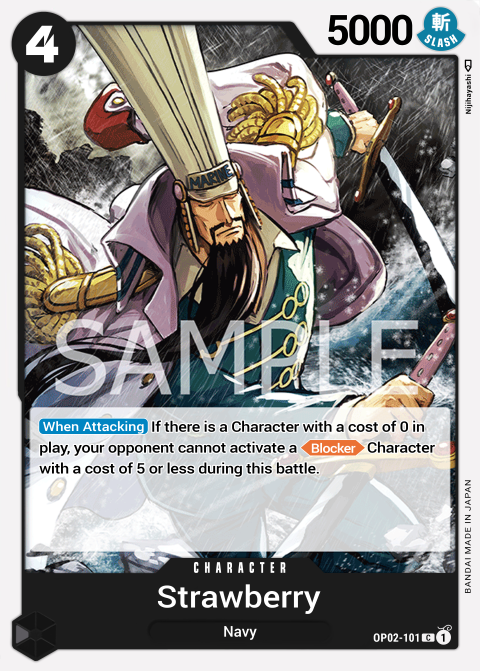 4
5000
斬
SLASH
Nijihayashi
MARINE
SAMPLE
When Attacking If there is a Character with a cost of 0 in
play, your opponent cannot activate a Blocker Character
with a cost of 5 or less during this battle.
BANDAI MADE IN JAPAN
CHARACTER
Strawberry
Navy
OP02-101 C 1